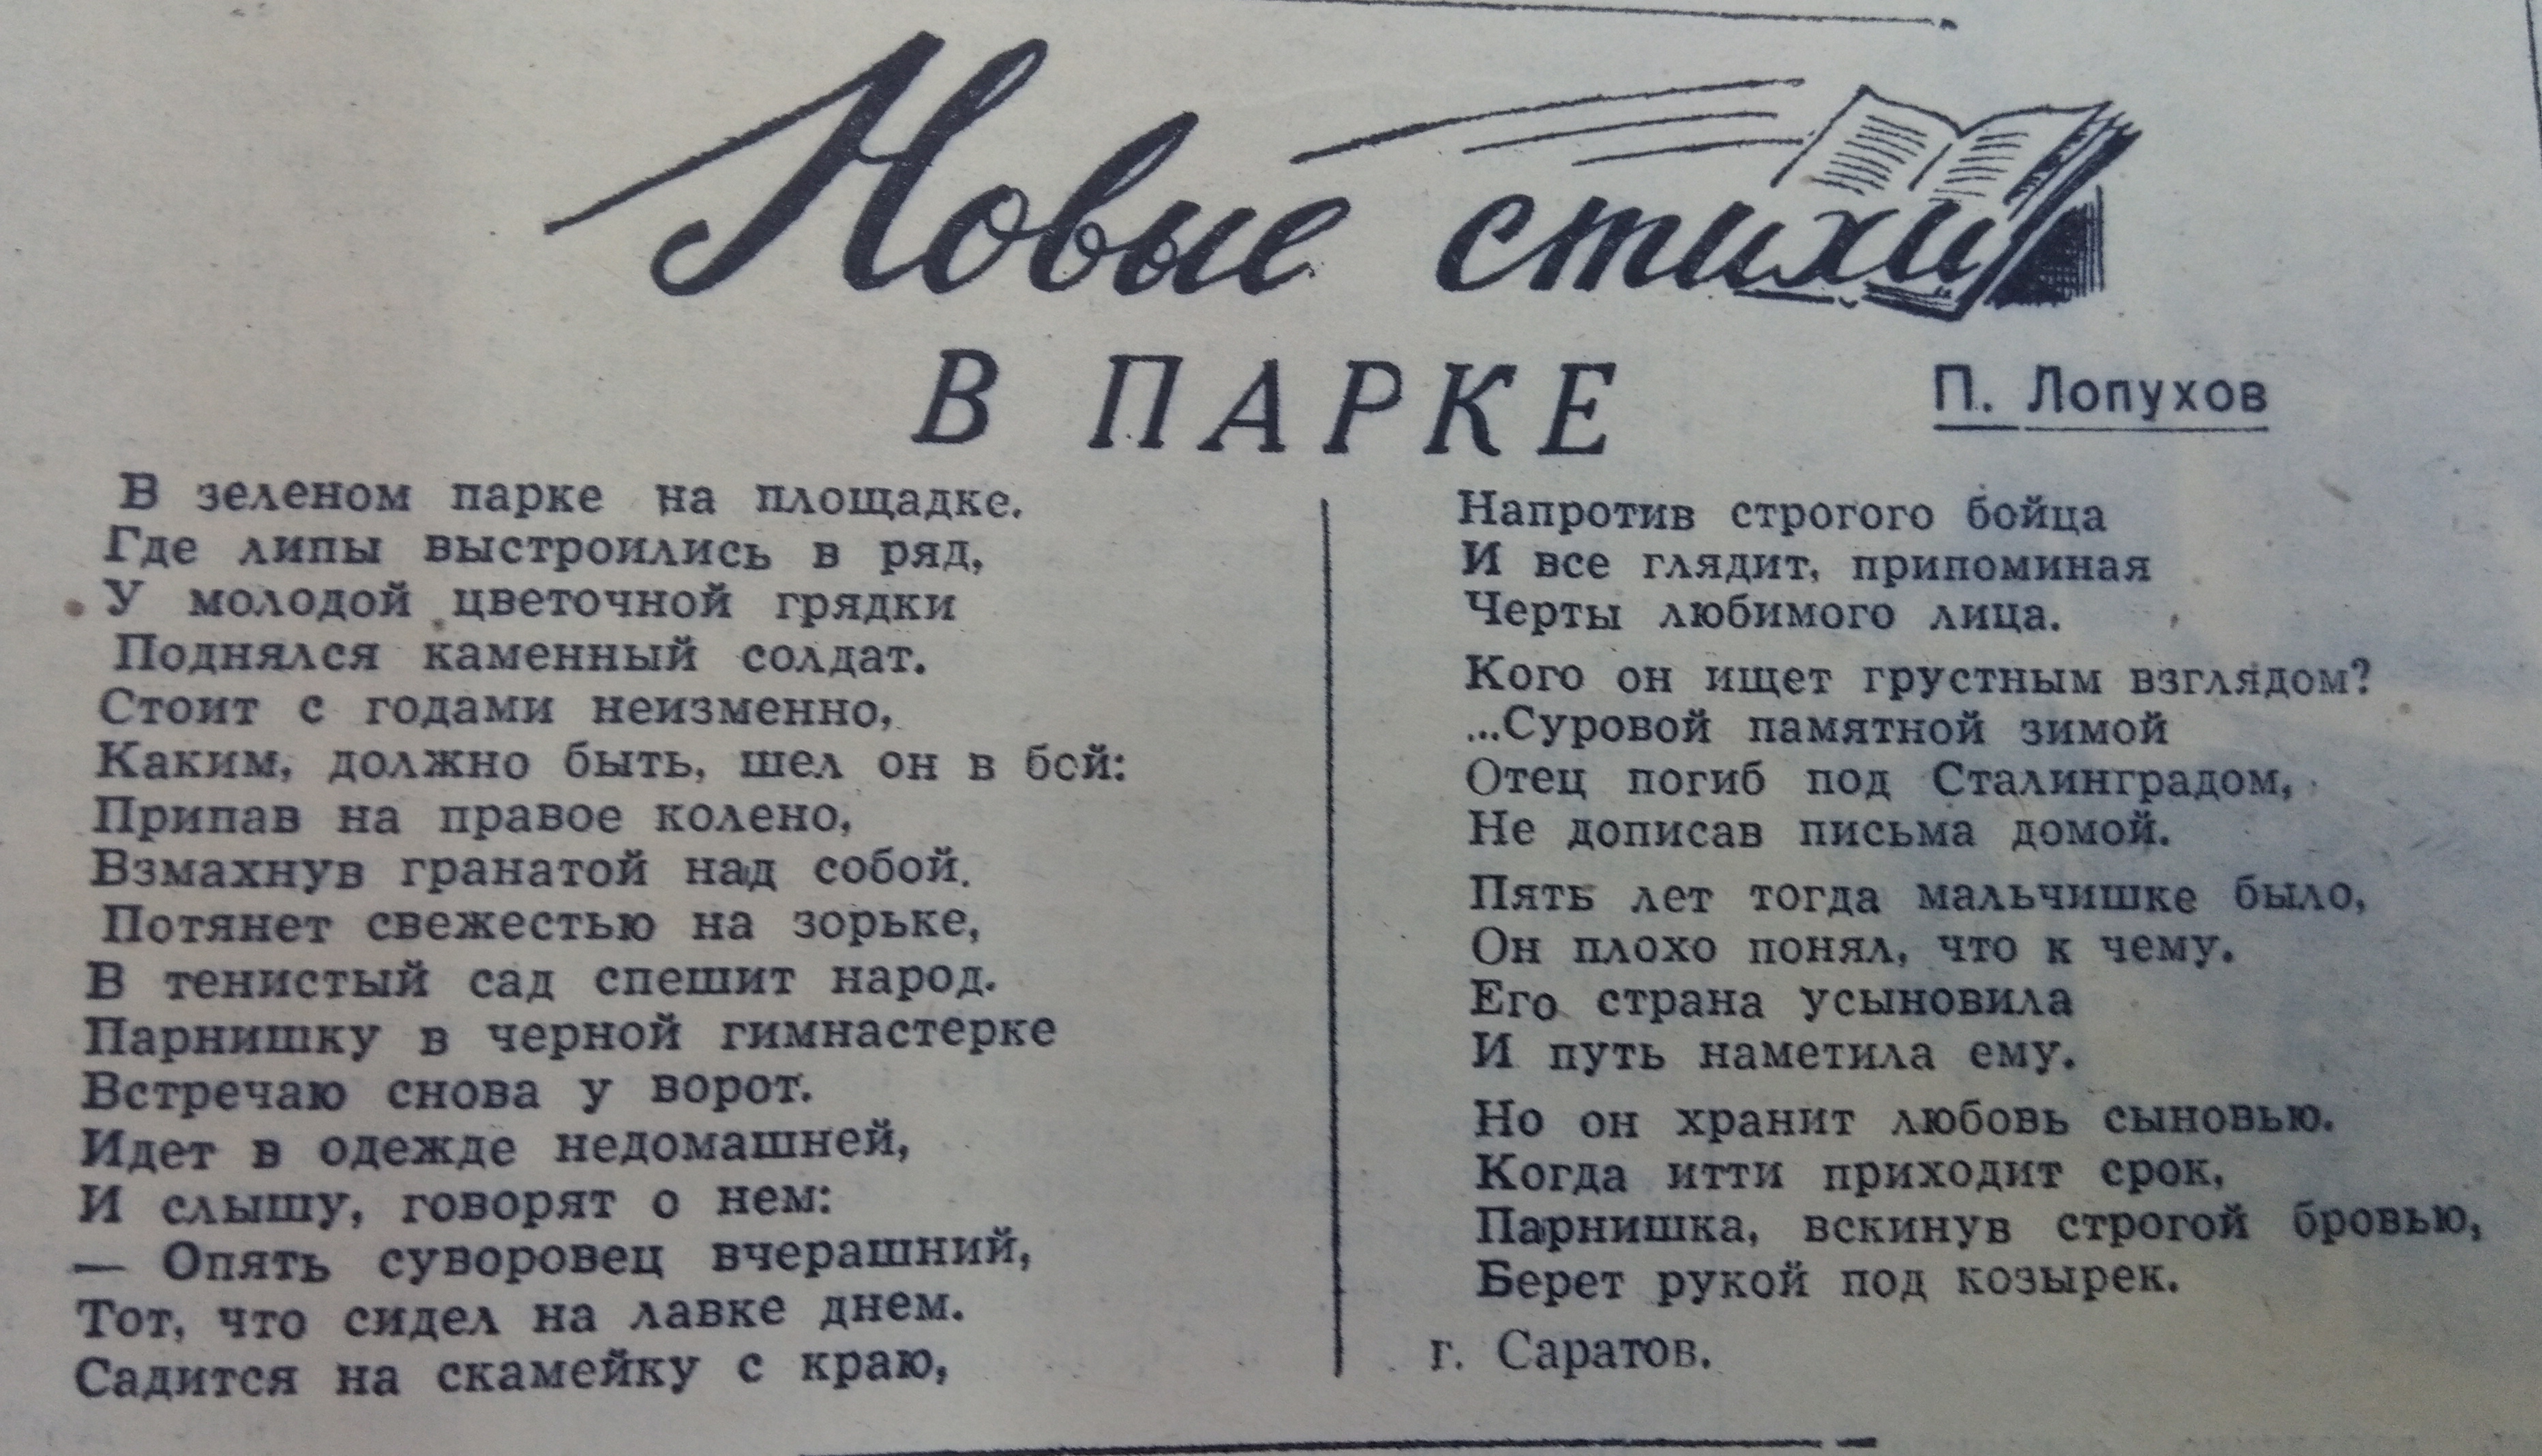 Новые стихи
В ПАРКЕ
П. Лопухов
В зеленом парке на площадке.
Где липы выстроились в ряд,
У молодой цветочной грядки
Поднялся каменный солдат.
Стоит с годами неизменно,
Каким, должно быть, шел он в бой:
Припав на правое колено,
Взмахнув гранатой над собой.
Потянет свежестью на зорьке,
В тенистый сад спешит народ.
Парнишку в черной гимнастерке
Встречаю снова у ворот.
Идет в одежде недомашней,
И слышу, говорят о нем:
— Опять суворовец вчерашний,
Тот, что сидел на лавке днем.
Садится на скамейку с краю,
Напротив строгого бойца
И все глядит, припоминая
Черты любимого лица.
Кого он ищет грустным взглядом?
...Суровой памятной зимой
Отец погиб под Сталинградом,
Не дописав письма домой.
Пять лет тогда мальчишке было,
Он плохо понял, что к чему.
Его страна усыновила
И путь наметила ему.
Но он хранит любовь сыновью.
Когда итти приходит срок,
Парнишка, вскинув строгой бровью,
Берет рукой под козырек.
г. Саратов.